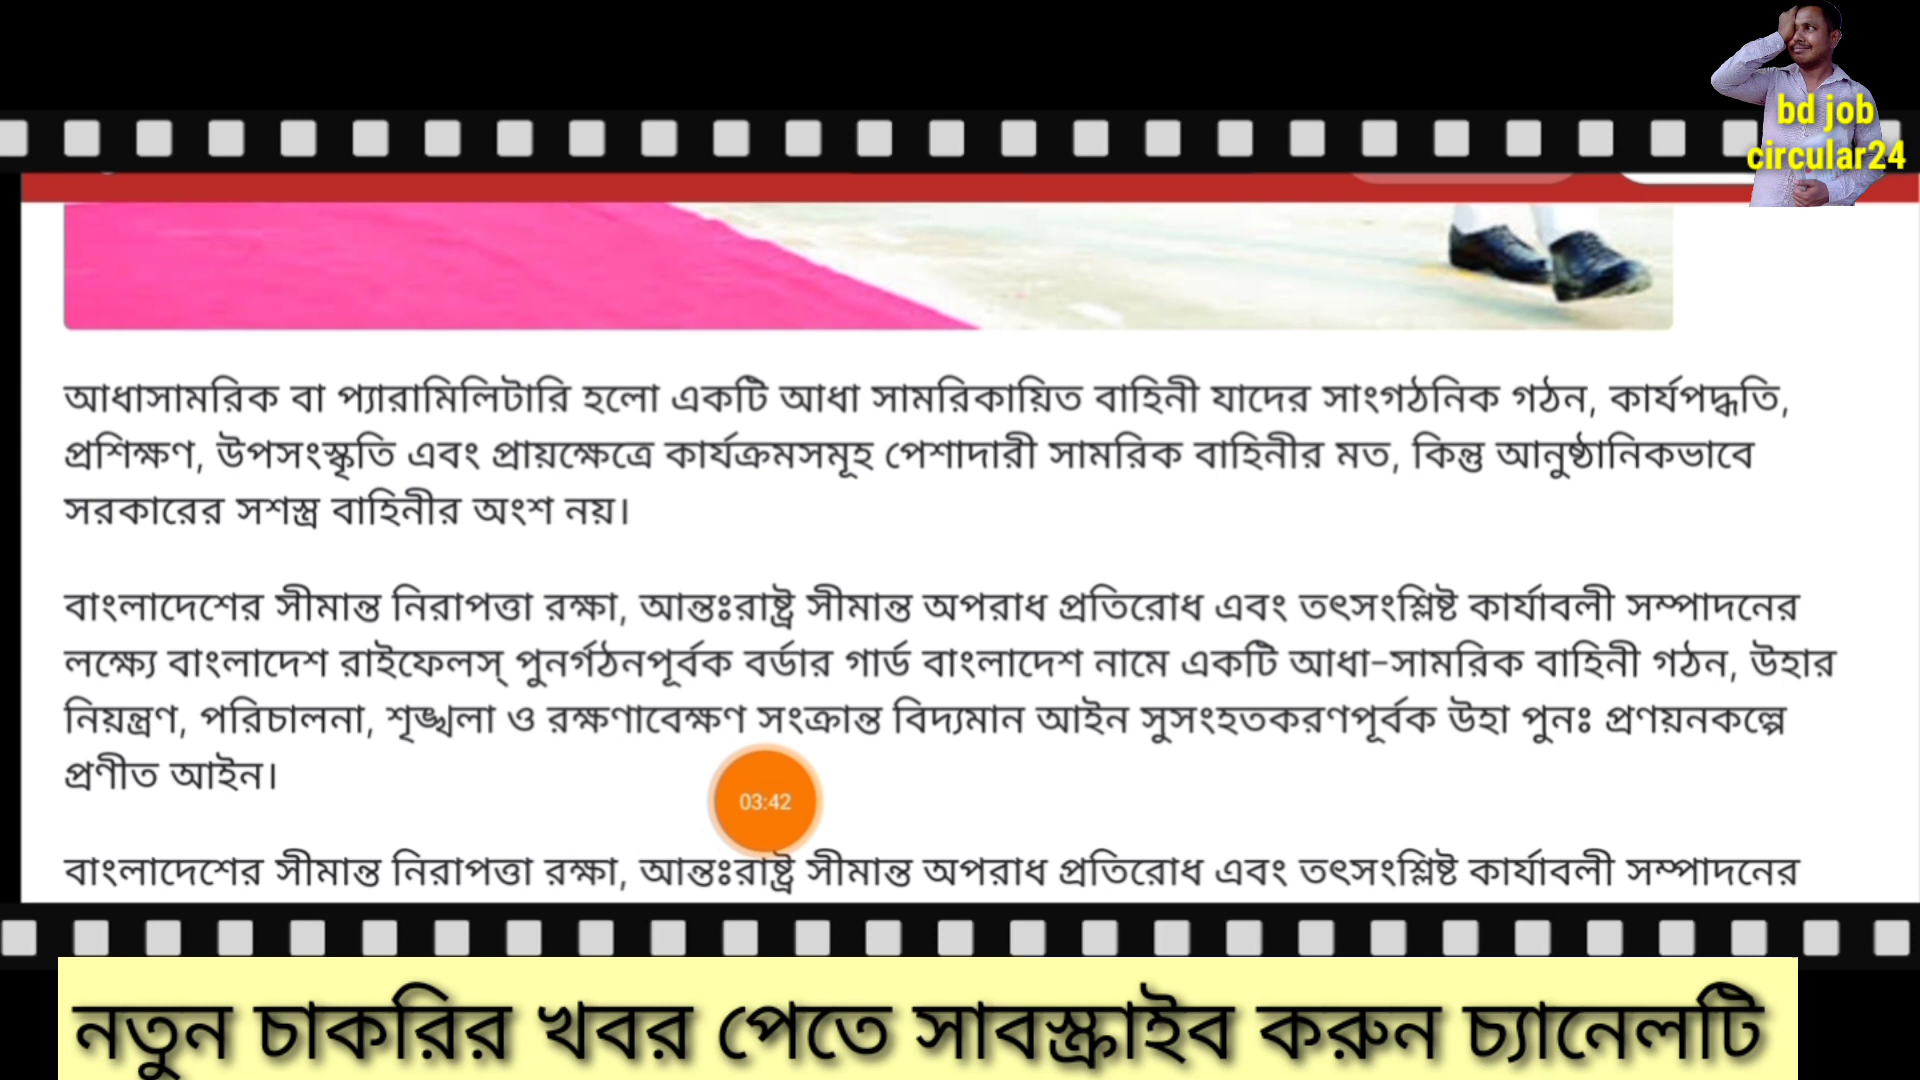 bd job
circular24
আধাসামরিক বা প্যারামিলিটারি হলো একটি আধা সামরিকায়িত বাহিনী যাদের সাংগঠনিক গঠন, কার্যপদ্ধতি,
প্রশিক্ষণ, উপসংস্কৃতি এবং প্রায়ক্ষেত্রে কার্যক্রমসমূহ পেশাদারী সামরিক বাহিনীর মত, কিন্তু আনুষ্ঠানিকভাবে
সরকারের সশস্ত্র বাহিনীর অংশ নয়।
বাংলাদেশের সীমান্ত নিরাপত্তা রক্ষা, আন্তঃরাষ্ট্র সীমান্ত অপরাধ প্রতিরোধ এবং তৎসংশ্লিষ্ট কার্যাবলী সম্পাদনের
লক্ষ্যে বাংলাদেশ রাইফেলস্ পুনর্গঠনপূর্বক বর্ডার গার্ড বাংলাদেশ নামে একটি আধা-সামরিক বাহিনী গঠন, উহার
নিয়ন্ত্রণ, পরিচালনা, শৃঙ্খলা ও রক্ষণাবেক্ষণ সংক্রান্ত বিদ্যমান আইন সুসংহতকরণপূর্বক উহা পুনঃ প্রণয়নকল্পে
প্রণীত আইন।
03:42
বাংলাদেশের সীমান্ত নিরাপত্তা রক্ষা, আন্তঃরাষ্ট্র সীমান্ত অপরাধ প্রতিরোধ এবং তৎসংশ্লিষ্ট কার্যাবলী সম্পাদনের
নতুন চাকরির খবর পেতে সাবস্ক্রাইব করুন চ্যানেলটি